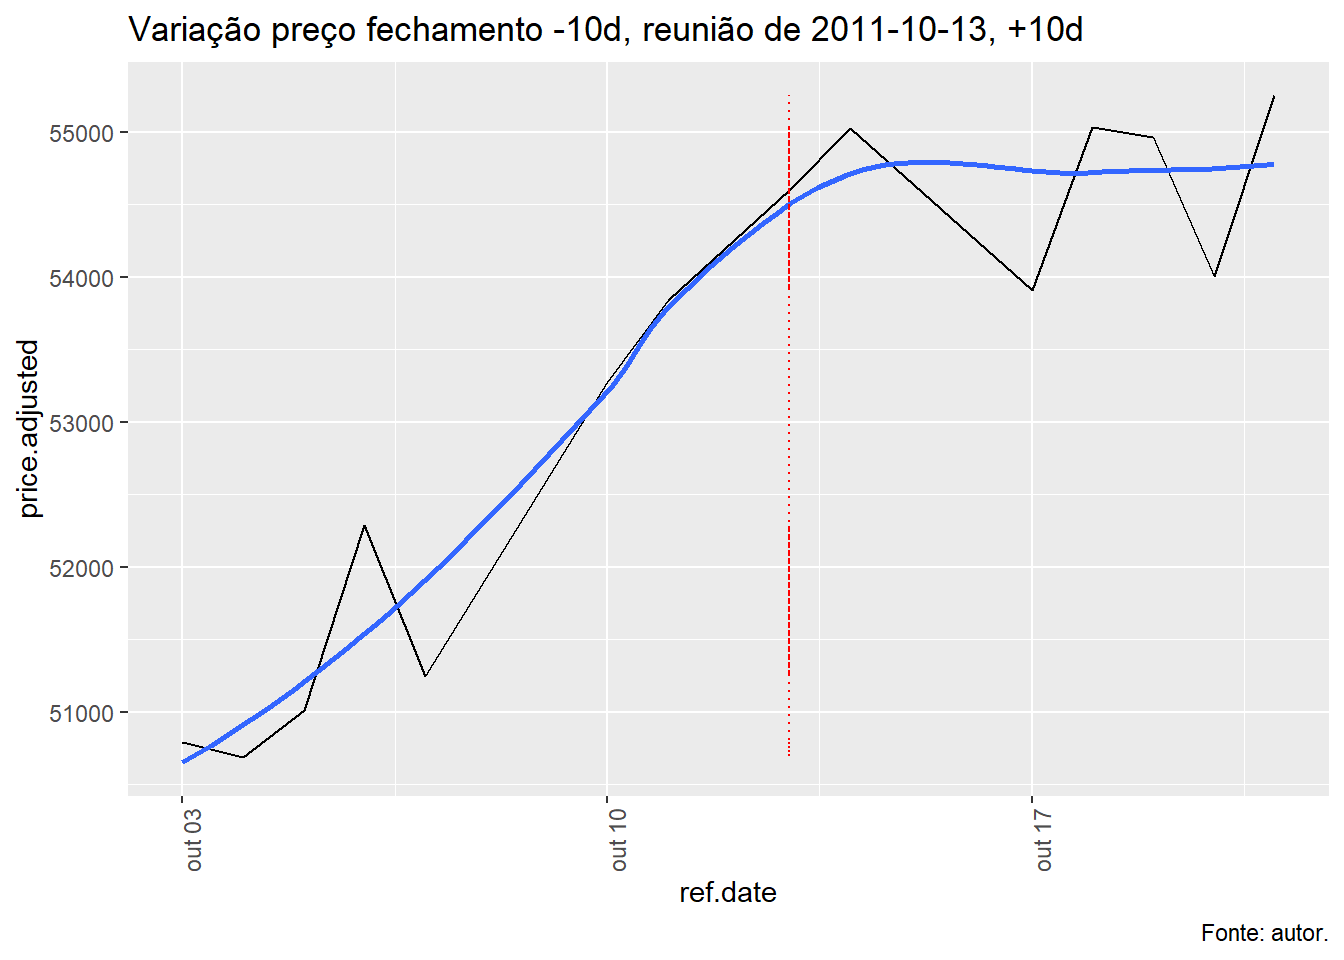 Variação preço fechamento -10d, reunião de 2011-10-13, +10d
price.adjusted
55000
54000
53000
52000
51000
out 03
out 10
out 17
ref.date
Fonte: autor.